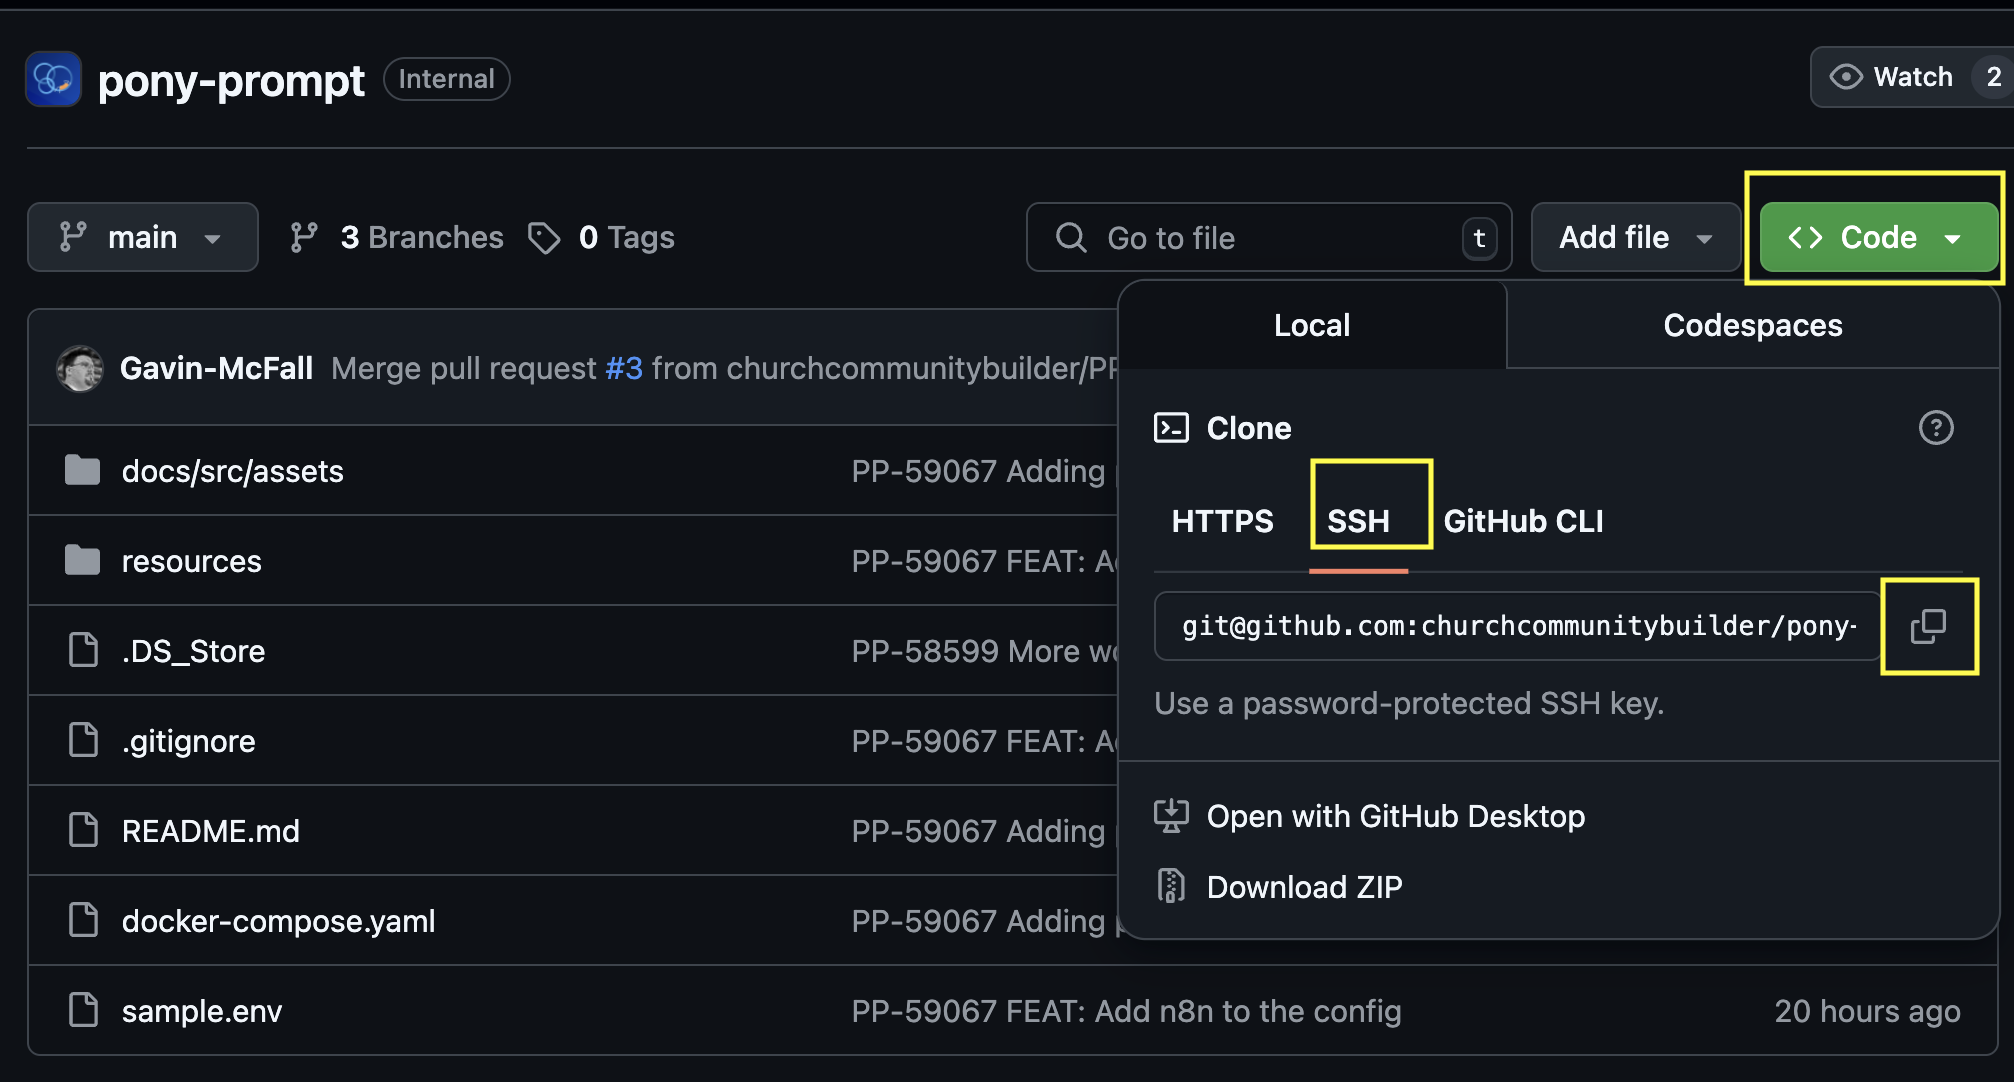 pony-prompt Internal
Watch 2
main 3 Branches 0 Tags
Go to file t
Add file
Code
Local Codespaces
Clone
HTTPS SSH GitHub CLI
git@github.com:churchcommunitybuilder/pony-
Use a password-protected SSH key.
Open with GitHub Desktop
Download ZIP
Gavin-McFall Merge pull request #3 from churchcommunitybuilder/PP
docs/src/assets PP-59067 Adding
resources PP-59067 FEAT:
.DS_Store PP-58599 More
.gitignore PP-59067 FEAT:
README.md PP-59067 Adding
docker-compose.yaml PP-59067 Adding
sample.env PP-59067 FEAT: Add n8n to the config 20 hours ago